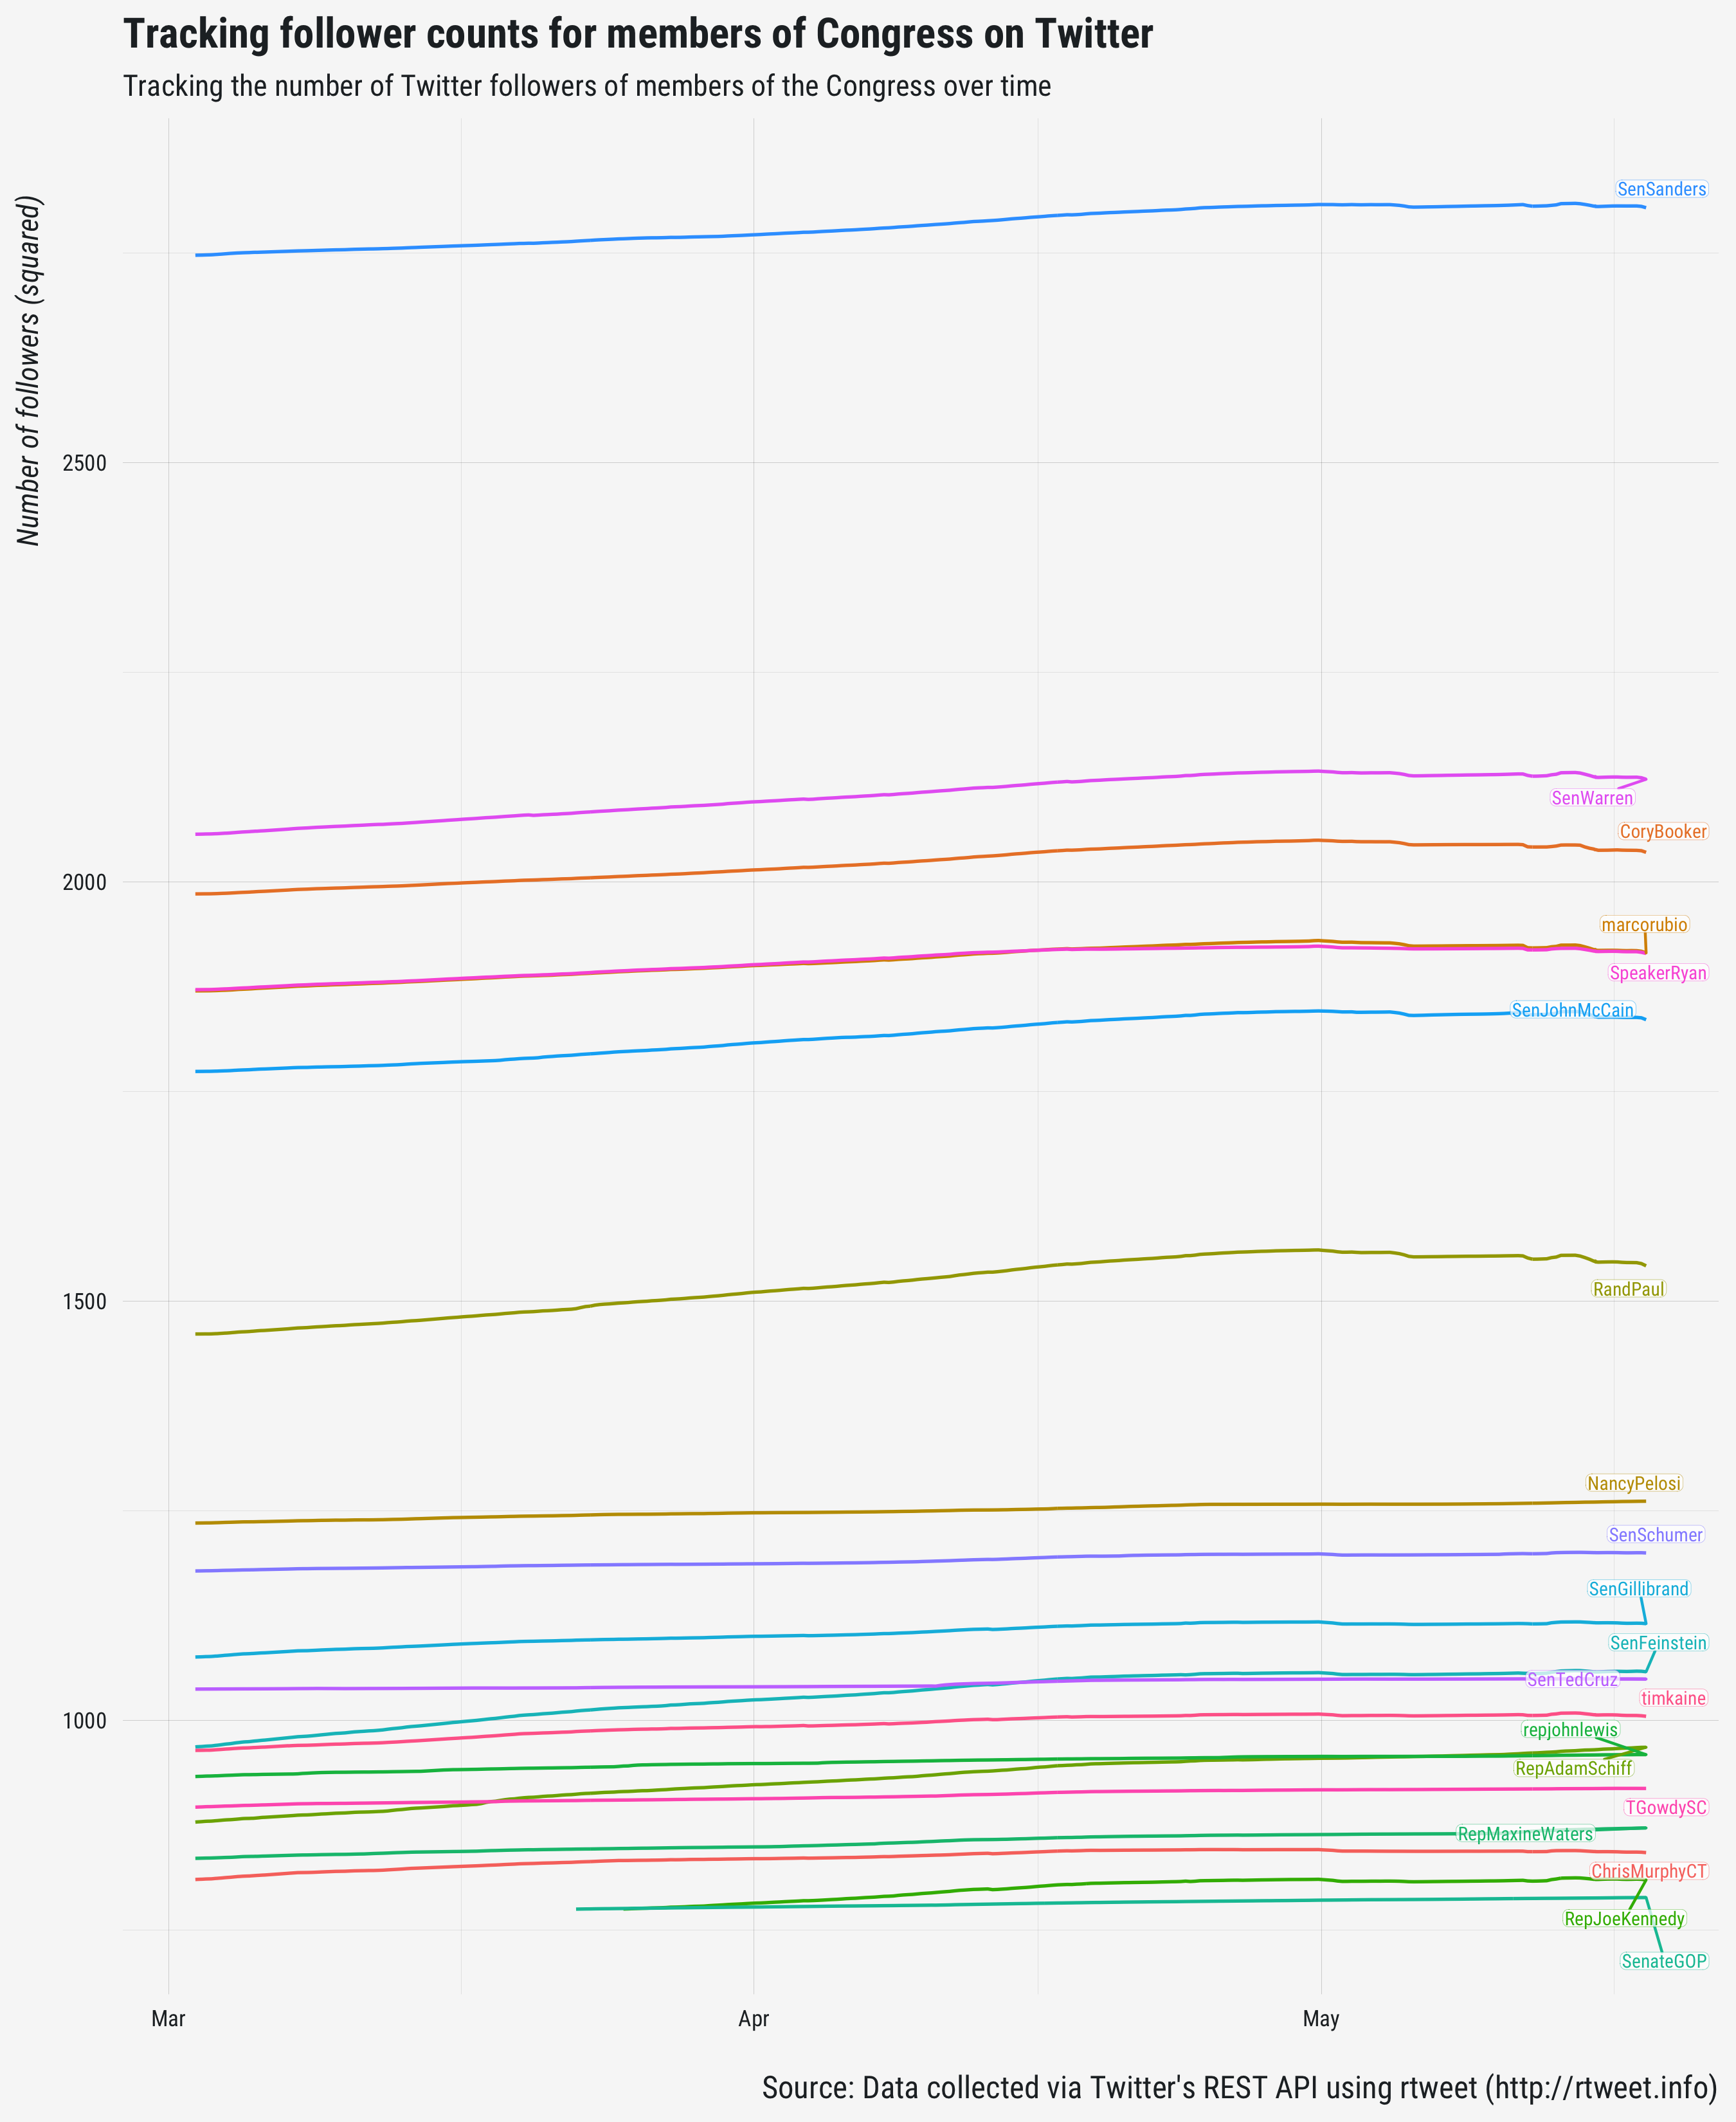 Tracking follower counts for members of Congress on Twitter
Tracking the number of Twitter followers of members of the Congress over time
Number of followers (squared)
SenSanders
2500
SenWarren
CoryBooker
2000
marcorubio
SpeakerRyan
SenJohnMcCain
RandPaul
1500
NancyPelosi
SenSchumer
SenGillibrand
SenFeinstein
SenTedCruz
timkaine
1000
repjohnlewis
RepAdamSchiff
TGowdySC
RepMaxineWaters
ChrisMurphyCT
RepJoeKennedy
SenateGOP
Mar
Apr
May
Source: Data collected via Twitter's REST API using rtweet (http://rtweet.info)